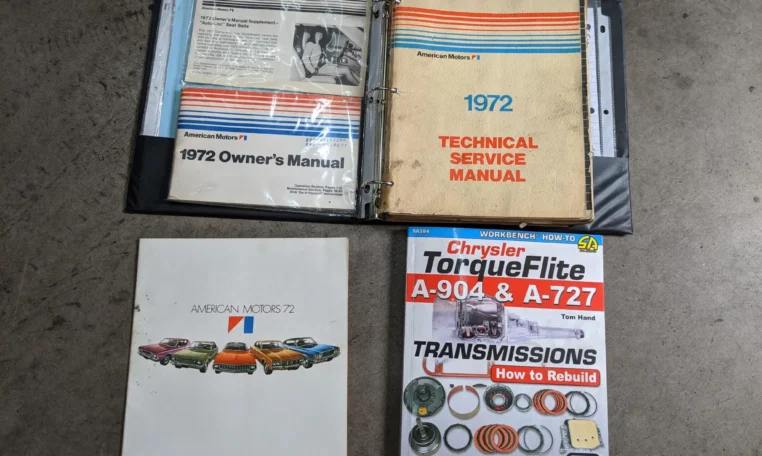 1972 Owner's Manual Supplement—
"Auto-Lok" Seat Belts
American Motors
1972 Owner's Manual
American Motors
1972
TECHNICAL
SERVICE
MANUAL
AMERICAN MOTORS 72
SA394
WORKBENCH HOW-TO
SA
Chrysler
TorqueFlite
A-904 & A-727
Tom Hand
TRANSMISSIONS
How to Rebuild